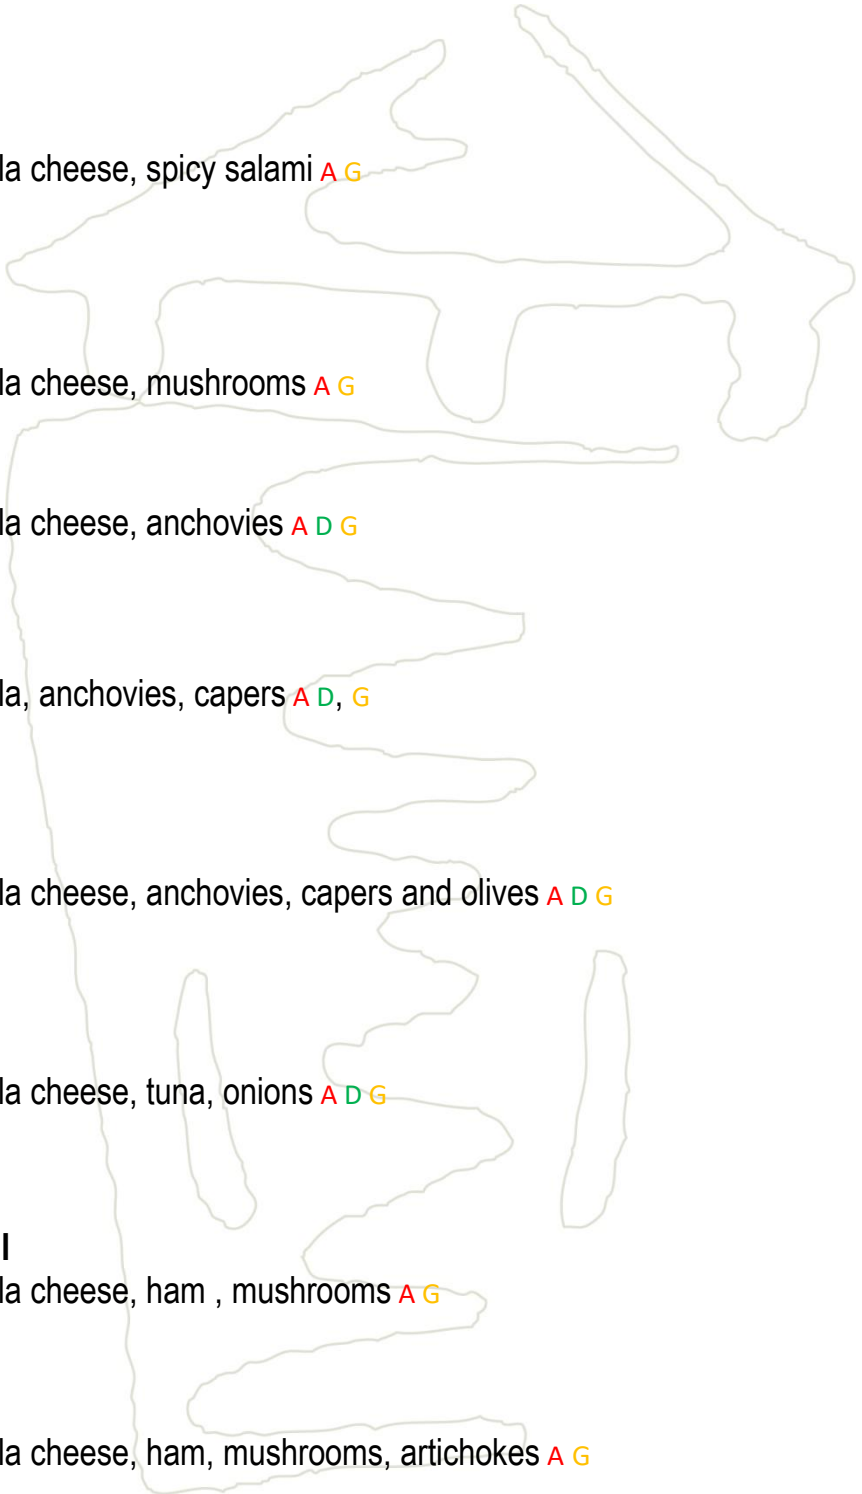 la cheese, spicy salami A G
la cheese, mushrooms A G
la cheese, anchovies A D G
la, anchovies, capers A D, G
la cheese, anchovies, capers and olives A D G
la cheese, tuna, onions A D G
I
la cheese, ham , mushrooms A G
la cheese, ham, mushrooms, artichokes A G